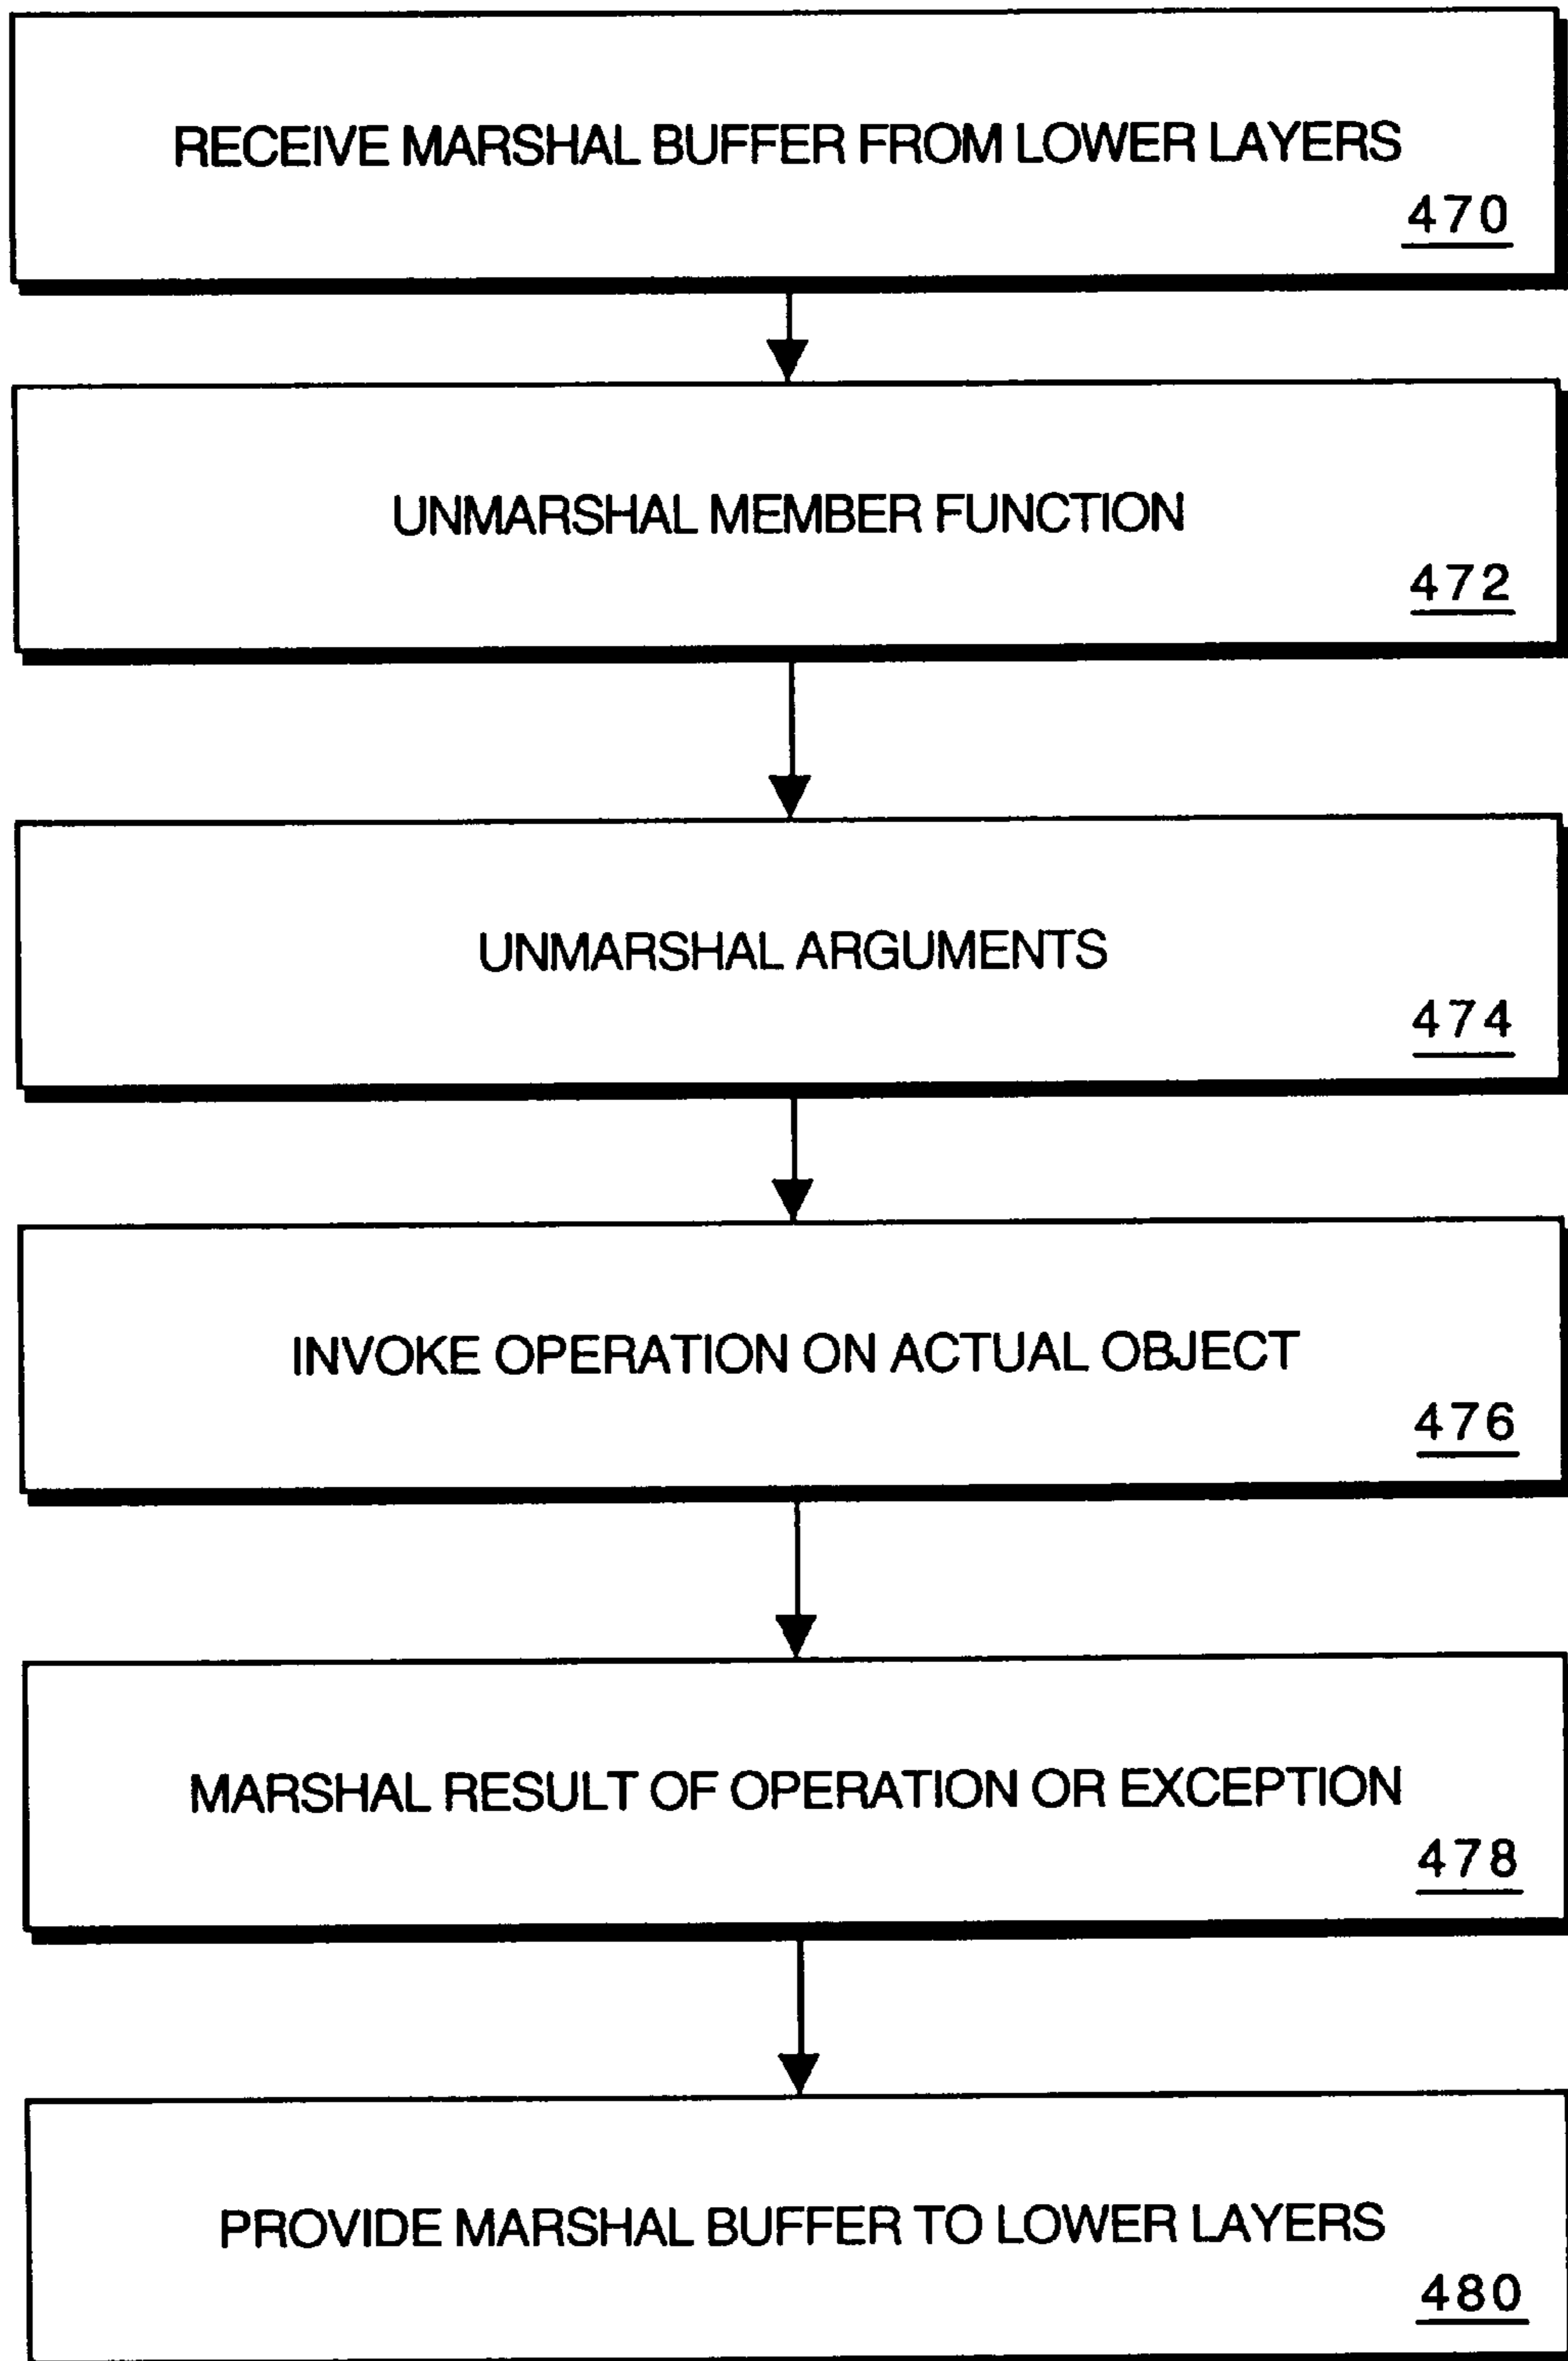 RECEIVE MARSHAL BUFFER FROM LOWER LAYERS
470
UNMARSHAL MEMBER FUNCTION
472
UNMARSHAL ARGUMENTS
474
INVOKE OPERATION ON ACTUAL OBJECT
476
MARSHAL RESULT OF OPERATION OR EXCEPTION
478
PROVIDE MARSHAL BUFFER TO LOWER LAYERS
480